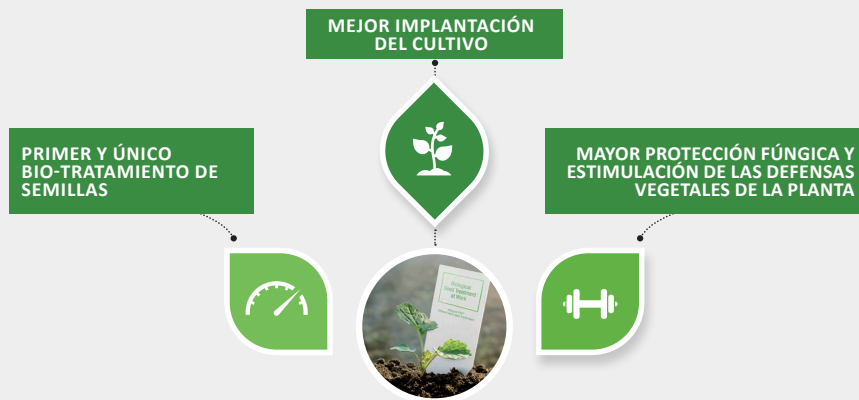 MEJOR IMPLANTACIÓN
DEL CULTIVO
PRIMER Y ÚNICO
BIO-TRATAMIENTO DE
SEMILLAS
MAYOR PROTECCIÓN FÚNGICA Y
ESTIMULACIÓN DE LAS DEFENSAS
VEGETALES DE LA PLANTA
Biological
Seed Treatment
at Work